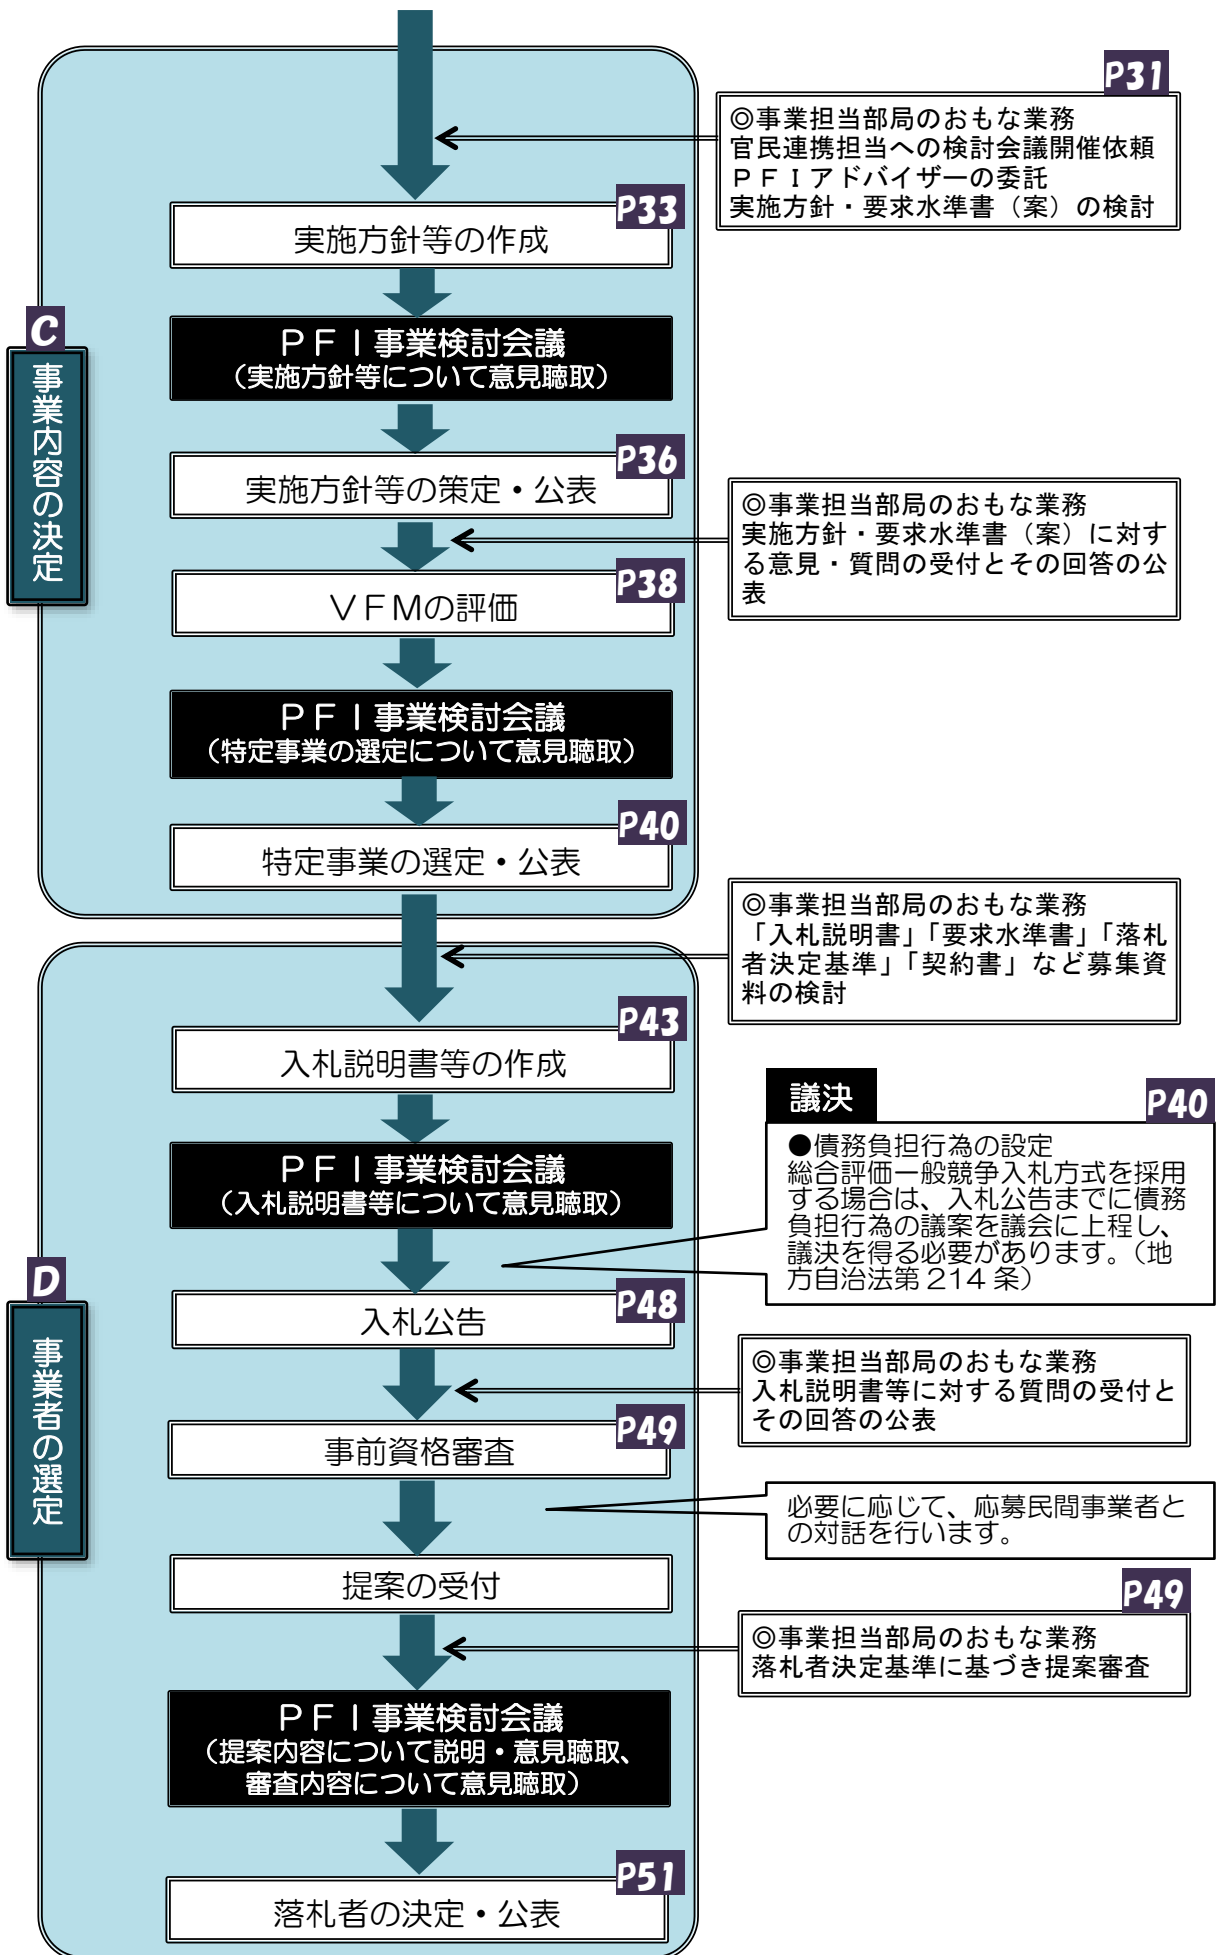 P31
◎事業担当部局のおもな業務
官民連携担当への検討会議開催依頼
ＰＦＩアドバイザーの委託
実施方針・要求水準書（案）の検討
P33
実施方針等の作成
C
事業内容の決定
ＰＦＩ事業検討会議
（実施方針等について意見聴取）
P36
実施方針等の策定・公表
◎事業担当部局のおもな業務
実施方針・要求水準書（案）に対す
る意見・質問の受付とその回答の公
表
P38
ＶＦＭの評価
ＰＦＩ事業検討会議
（特定事業の選定について意見聴取）
P40
特定事業の選定・公表
◎事業担当部局のおもな業務
「入札説明書」「要求水準書」「落札
者決定基準」「契約書」など募集資
料の検討
P43
入札説明書等の作成
ＰＦＩ事業検討会議
（入札説明書等について意見聴取）
議決
P40
●債務負担行為の設定
総合評価一般競争入札方式を採用
する場合は、入札公告までに債務
負担行為の議案を議会に上程し、
議決を得る必要があります。（地
方自治法第 214 条）
D
事業者の選定
P48
入札公告
◎事業担当部局のおもな業務
入札説明書等に対する質問の受付と
その回答の公表
P49
事前資格審査
必要に応じて、応募民間事業者と
の対話を行います。
提案の受付
P49
◎事業担当部局のおもな業務
落札者決定基準に基づき提案審査
ＰＦＩ事業検討会議
（提案内容について説明・意見聴取、
審査内容について意見聴取）
P51
落札者の決定・公表